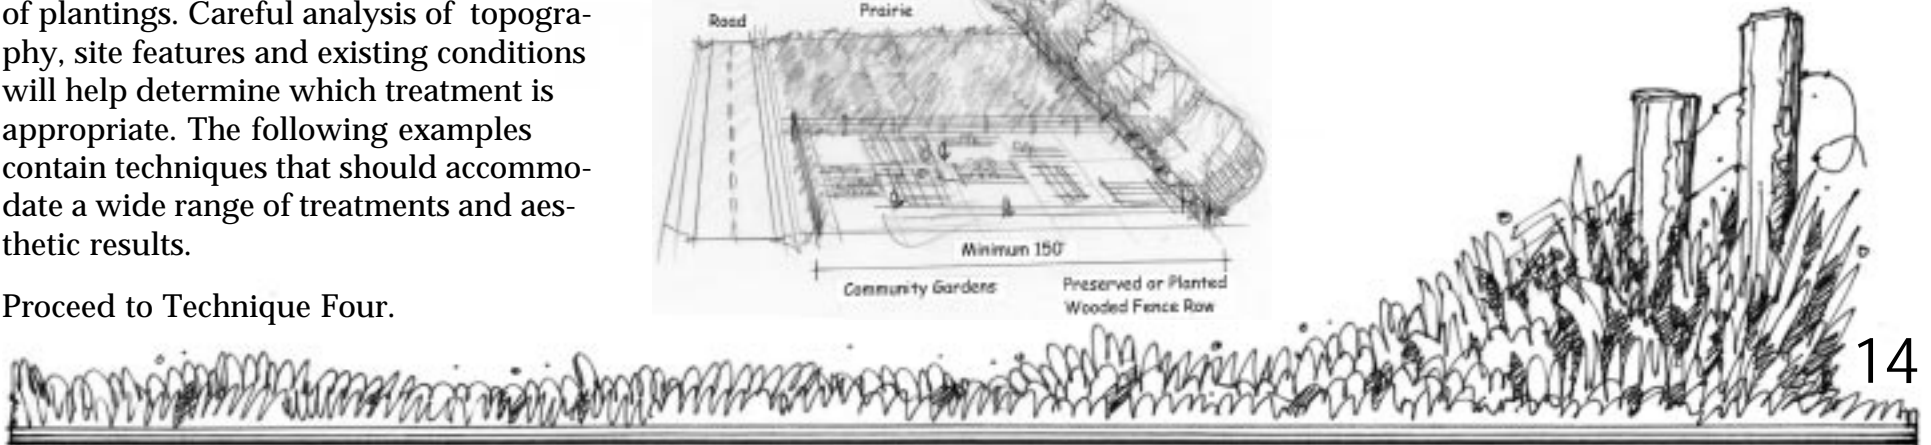 of plantings. Careful analysis of topogra-
phy, site features and existing conditions
will help determine which treatment is
appropriate. The following examples
contain techniques that should accommo-
date a wide range of treatments and aes-
thetic results.
Proceed to Technique Four.
Road
Prairie
Minimum 150'
Community Gardens
Preserved or Planted
Wooded Fence Row
14